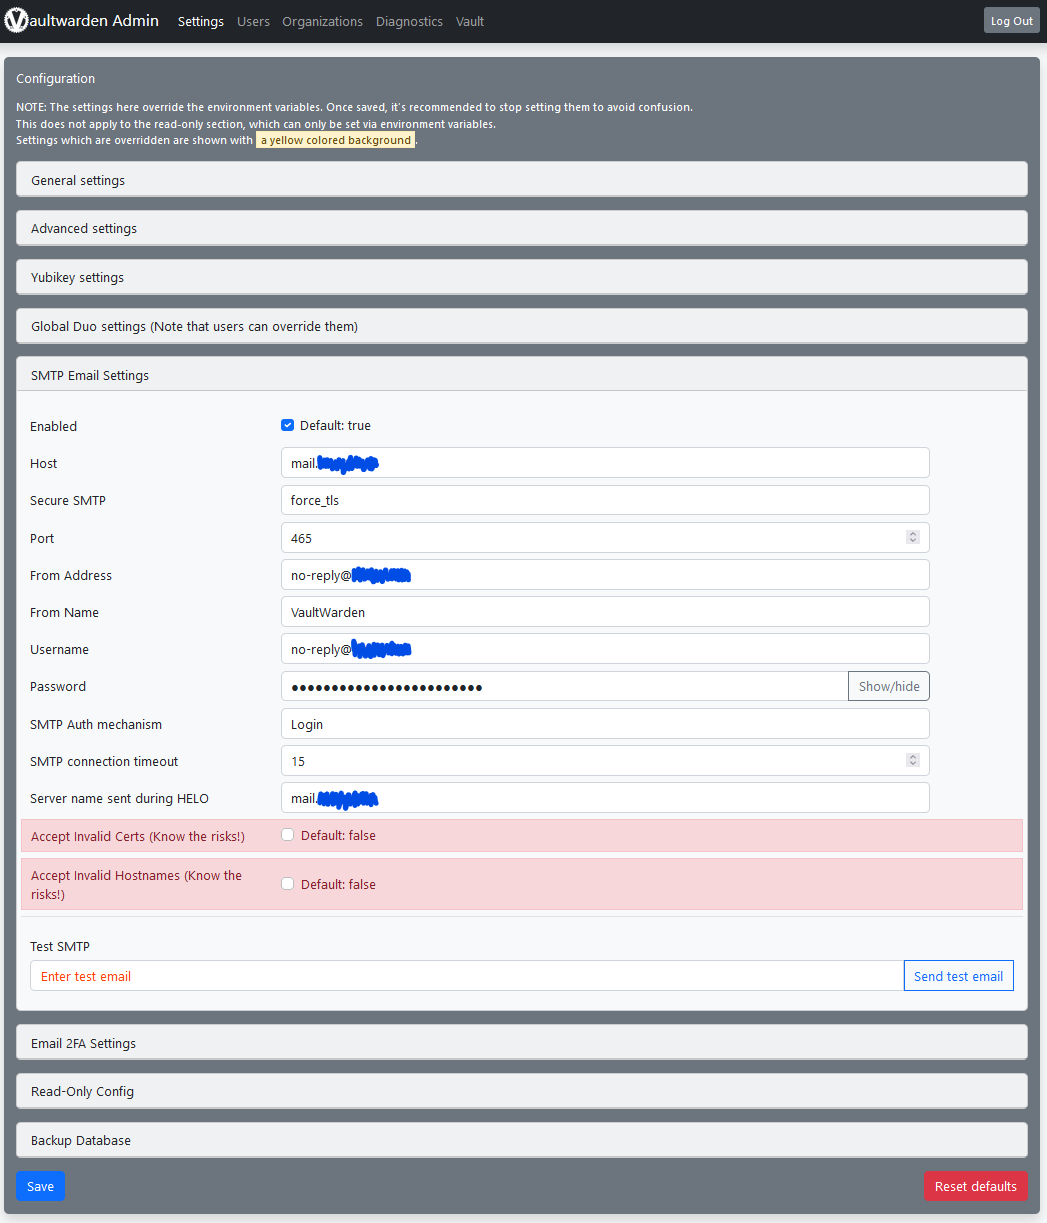 Vaultwarden Admin Settings Users Organizations Diagnostics Vault Log Out
Configuration
NOTE: The settings here override the environment variables. Once saved, it's recommended to stop setting them to avoid confusion.
This does not apply to the read-only section, which can only be set via environment variables.
Settings which are overridden are shown with a yellow colored background.
General settings
Advanced settings
Yubikey settings
Global Duo settings (Note that users can override them)
SMTP Email Settings
Enabled Default: true
Host mail.
Secure SMTP force_tls
Port 465
From Address no-reply@
From Name VaultWarden
Username no-reply@
Password ●●●●●●●●●●●●●●●●●●●●●●●● Show/hide
SMTP Auth mechanism Login
SMTP connection timeout 15
Server name sent during HELO mail.
Accept Invalid Certs (Know the risks!) Default: false
Accept Invalid Hostnames (Know the
risks!) Default: false
Test SMTP
Enter test email Send test email
Email 2FA Settings
Read-Only Config
Backup Database
Save Reset defaults